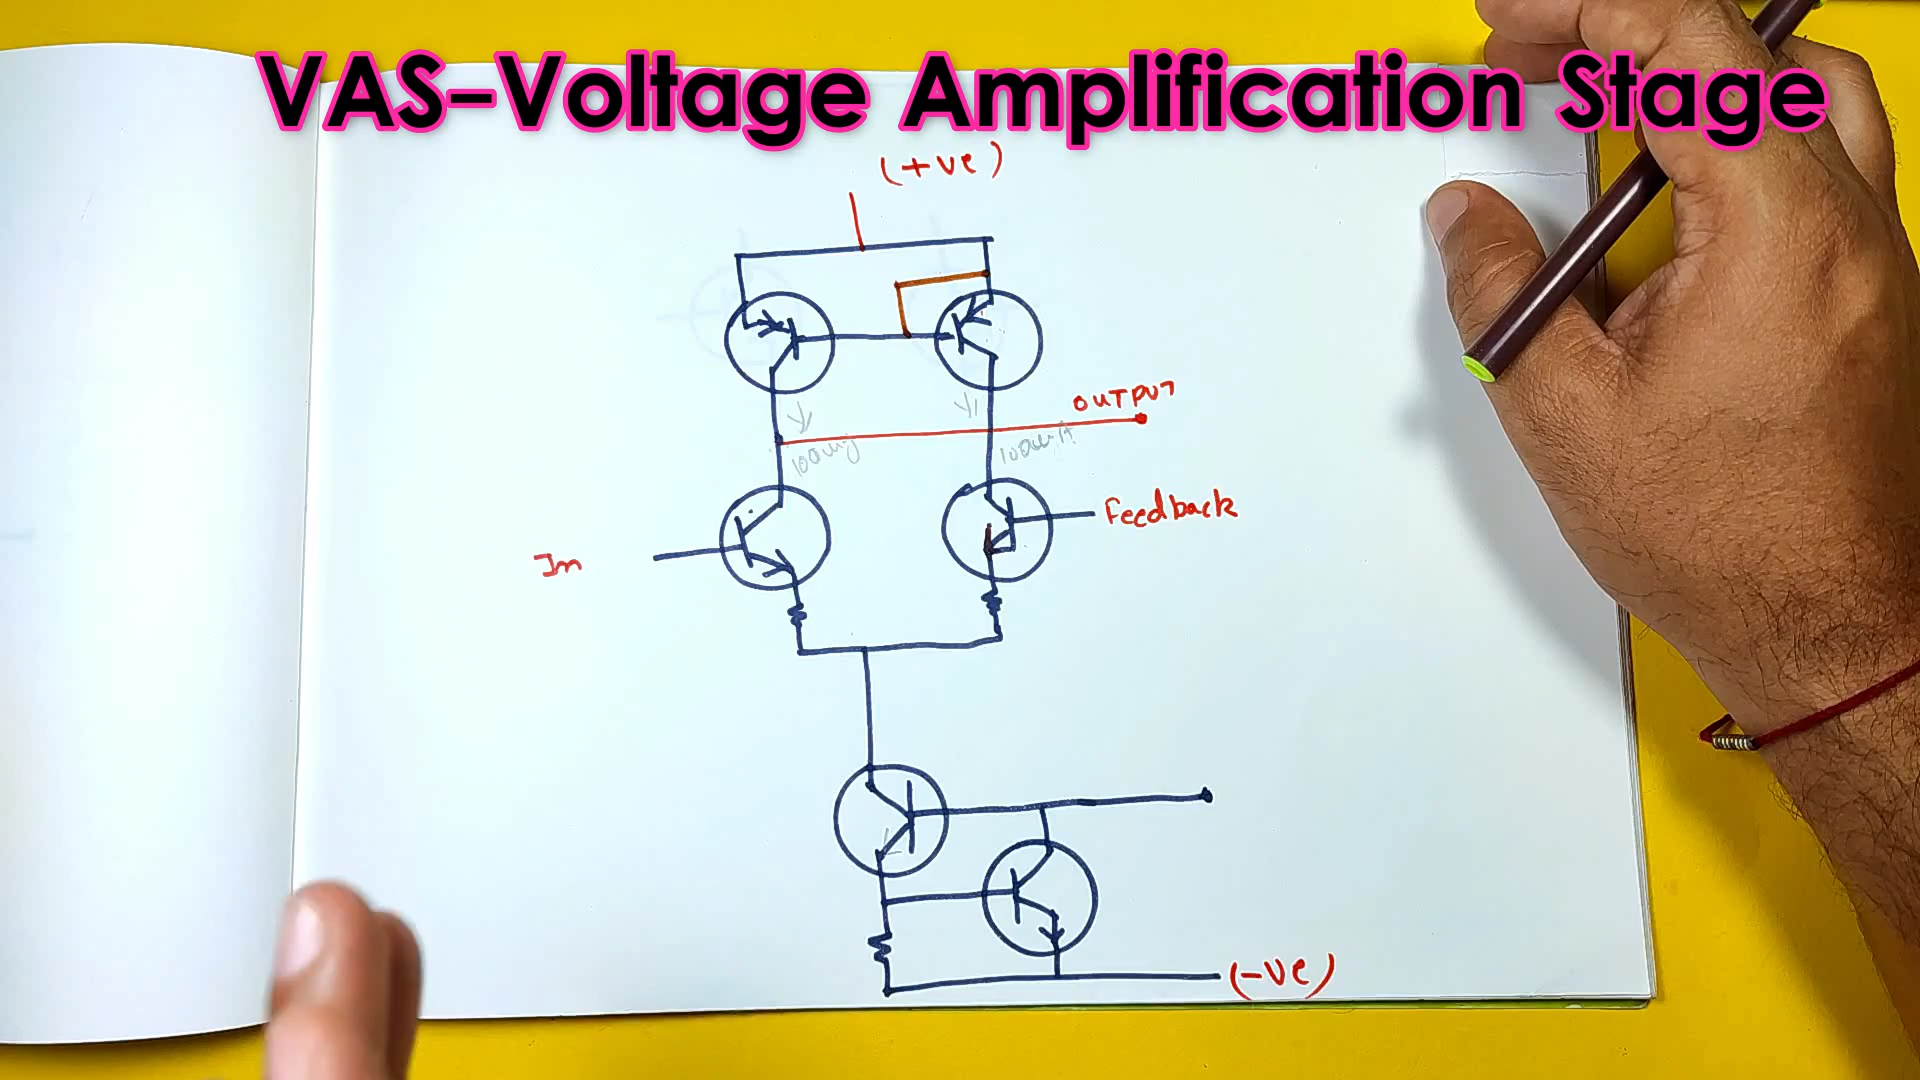 VAS-Voltage Amplification Stage
(+ve)
OUTPUT
Feedback
In
(-ve)